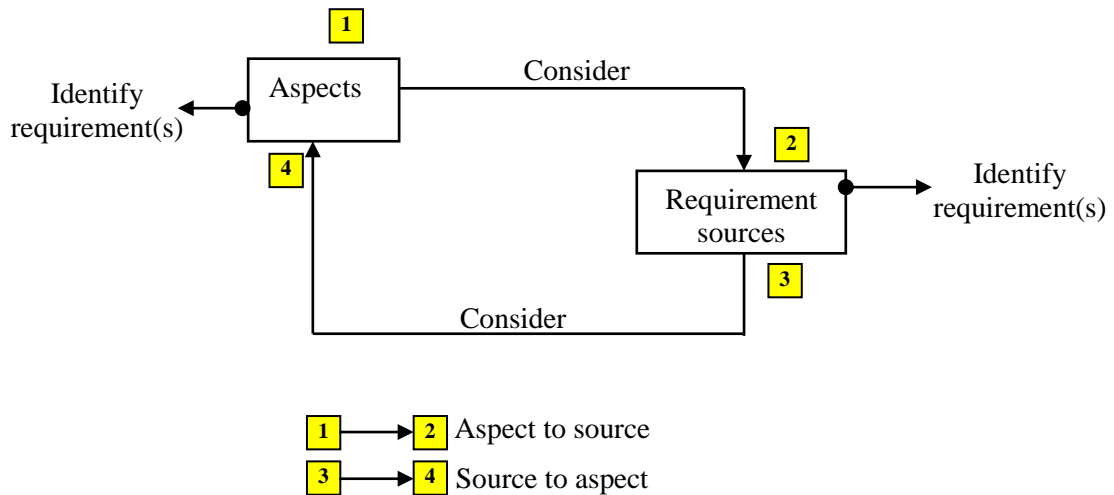 1
Aspects
Consider
Identify
requirement(s)
4
2
Requirement
sources
Identify
requirement(s)
3
Consider
1 2 Aspect to source
3 4 Source to aspect